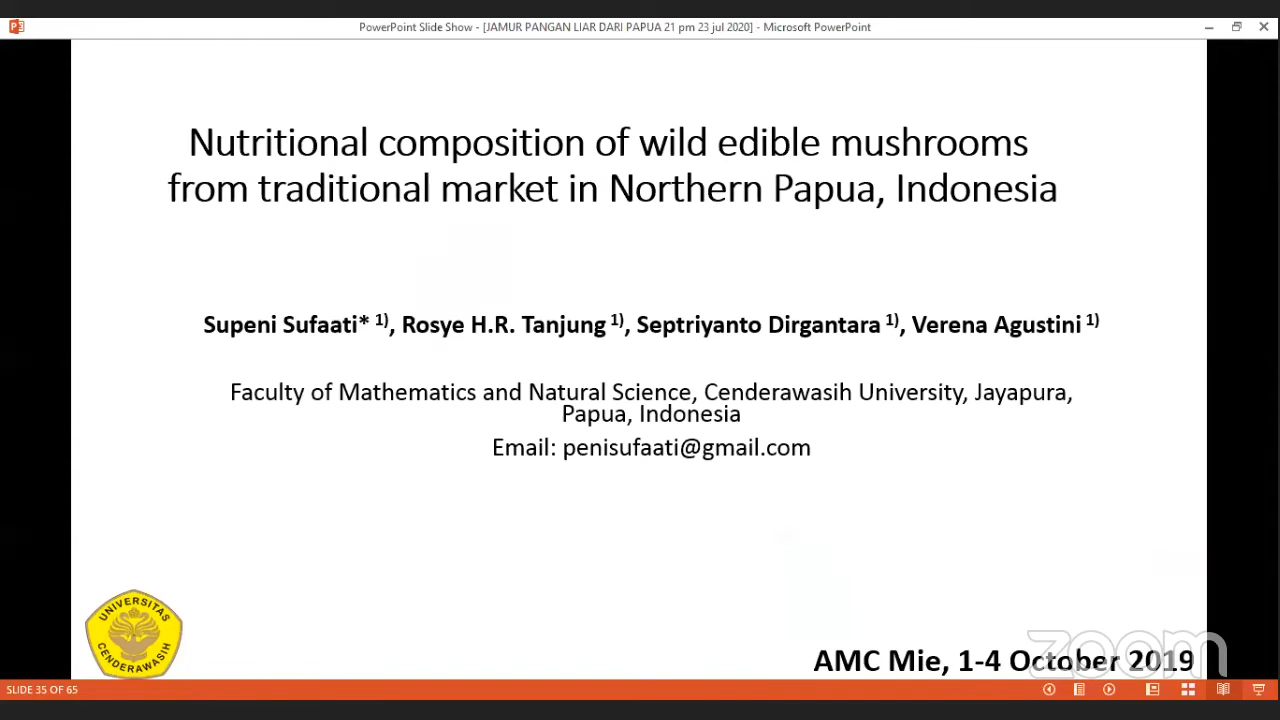 PowerPoint Slide Show - [JAMUR PANGAN LIAR DARI PAPUA 21 pm 23 jul 2020] - Microsoft PowerPoint
Nutritional composition of wild edible mushrooms
from traditional market in Northern Papua, Indonesia
Supeni Sufaati* 1), Rosye H.R. Tanjung 1), Septriyanto Dirgantara 1), Verena Agustini 1)
Faculty of Mathematics and Natural Science, Cenderawasih University, Jayapura,
Papua, Indonesia
Email: penisufaati@gmail.com
UNIVERSITAS
CENDERAWASIH
AMC Mie, 1-4 October 2019
zoom
SLIDE 35 OF 65